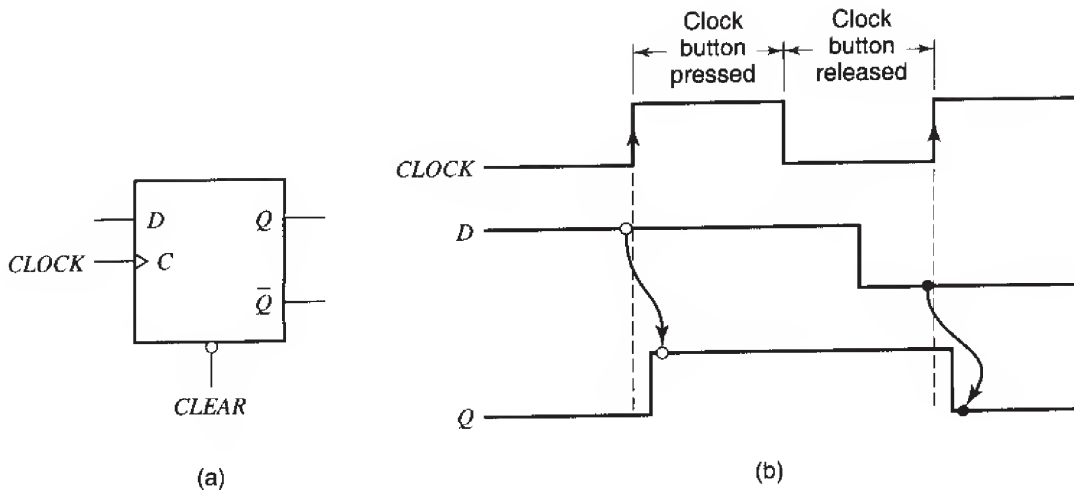 Clock
button
pressed
Clock
button
released
CLOCK
D
Q
D
Q
CLOCK
C
Q̅
CLEAR
(a)
(b)